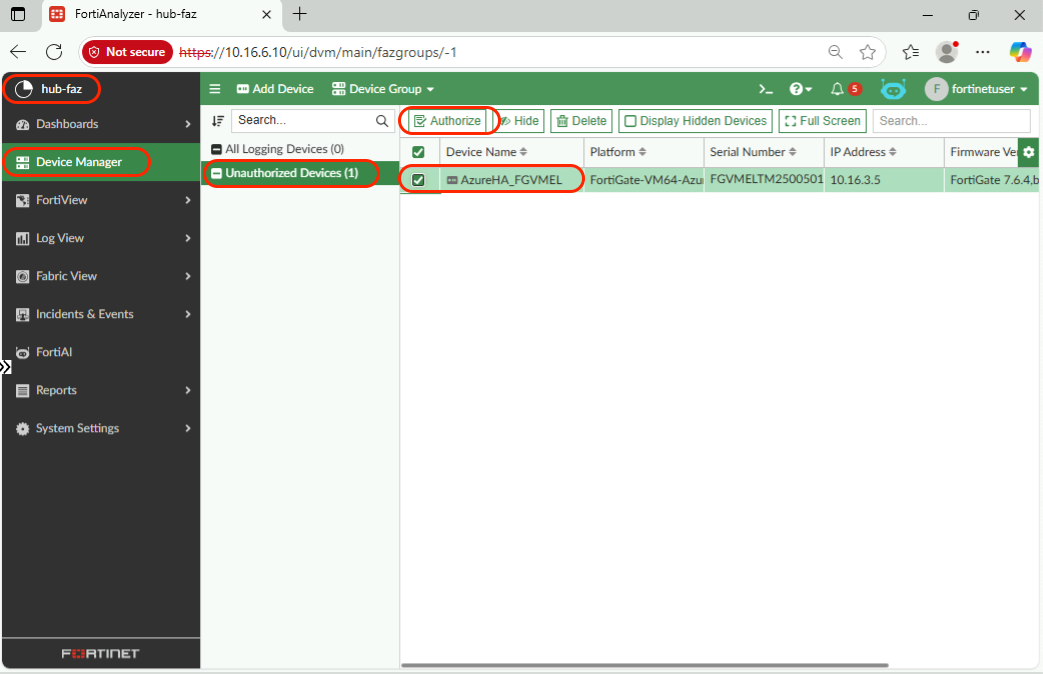 FortiAnalyzer - hub-faz
Not secure https://10.16.6.10/ui/dvm/main/fazgroups/-1
hub-faz
Add Device Device Group 5 F fortinetuser
Dashboards
Device Manager
FortiView
Log View
Fabric View
Incidents & Events
FortiAI
Reports
System Settings
FORTINET
Search...
All Logging Devices (0)
Unauthorized Devices (1)
Authorize Hide Delete Display Hidden Devices Full Screen Search...
Device Name Platform Serial Number IP Address Firmware Ve
AzureHA_FGVMEL FortiGate-VM64-Azu FGVMELTM2500501 10.16.3.5 FortiGate 7.6.4,b